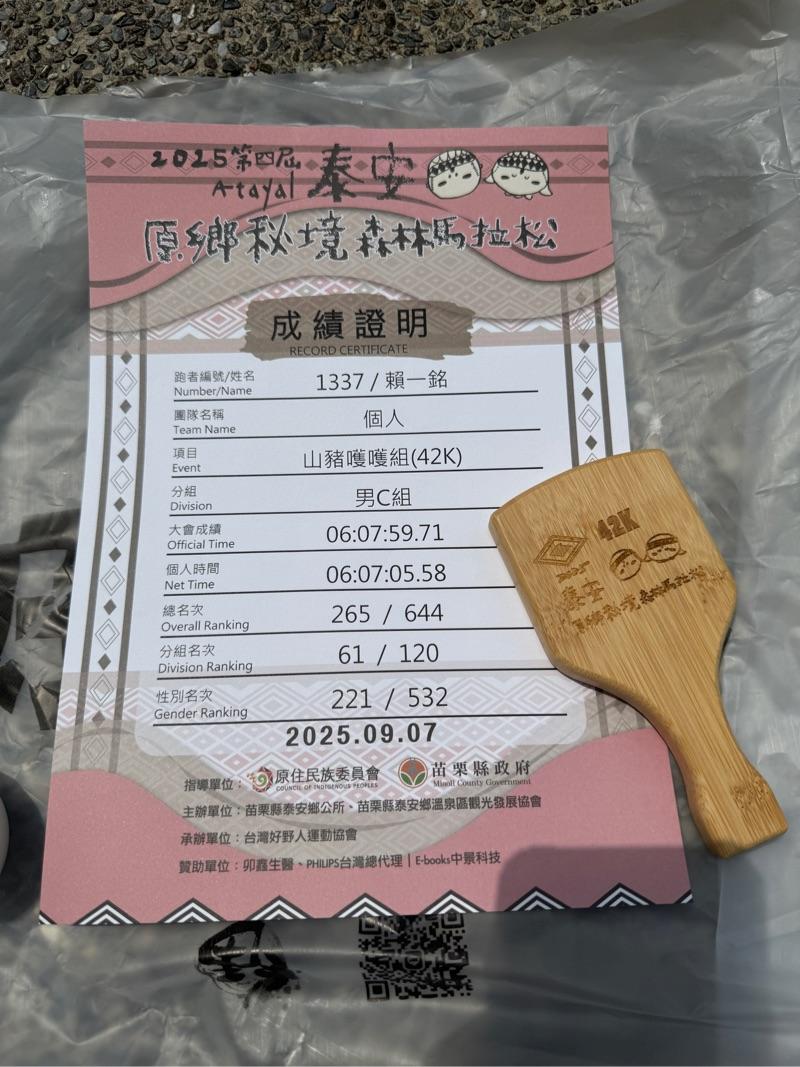 2025第四屆
Atayal 泰安
原鄉秘境森林馬拉松
成績證明
RECORD CERTIFICATE
跑者編號/姓名
Number/Name
1337 / 賴一銘
團隊名稱
Team Name
個人
項目
Event
山豬嚄嚄組(42K)
分組
Division
男C組
大會成績
Official Time
06:07:59.71
個人時間
Net Time
06:07:05.58
總名次
Overall Ranking
265 / 644
分組名次
Division Ranking
61 / 120
性別名次
Gender Ranking
221 / 532
2025.09.07
指導單位:原住民族委員會 苗栗縣政府
COUNCIL OF INDIGENOUS PEOPLES Miaoli County Government
主辦單位:苗栗縣泰安鄉公所、苗栗縣泰安鄉溫泉區觀光發展協會
承辦單位:台灣好野人運動協會
贊助單位:卯鑫生醫、PHILIPS台灣總代理|E-books中景科技
42K
2025
泰安
原鄉秘境森林馬拉松